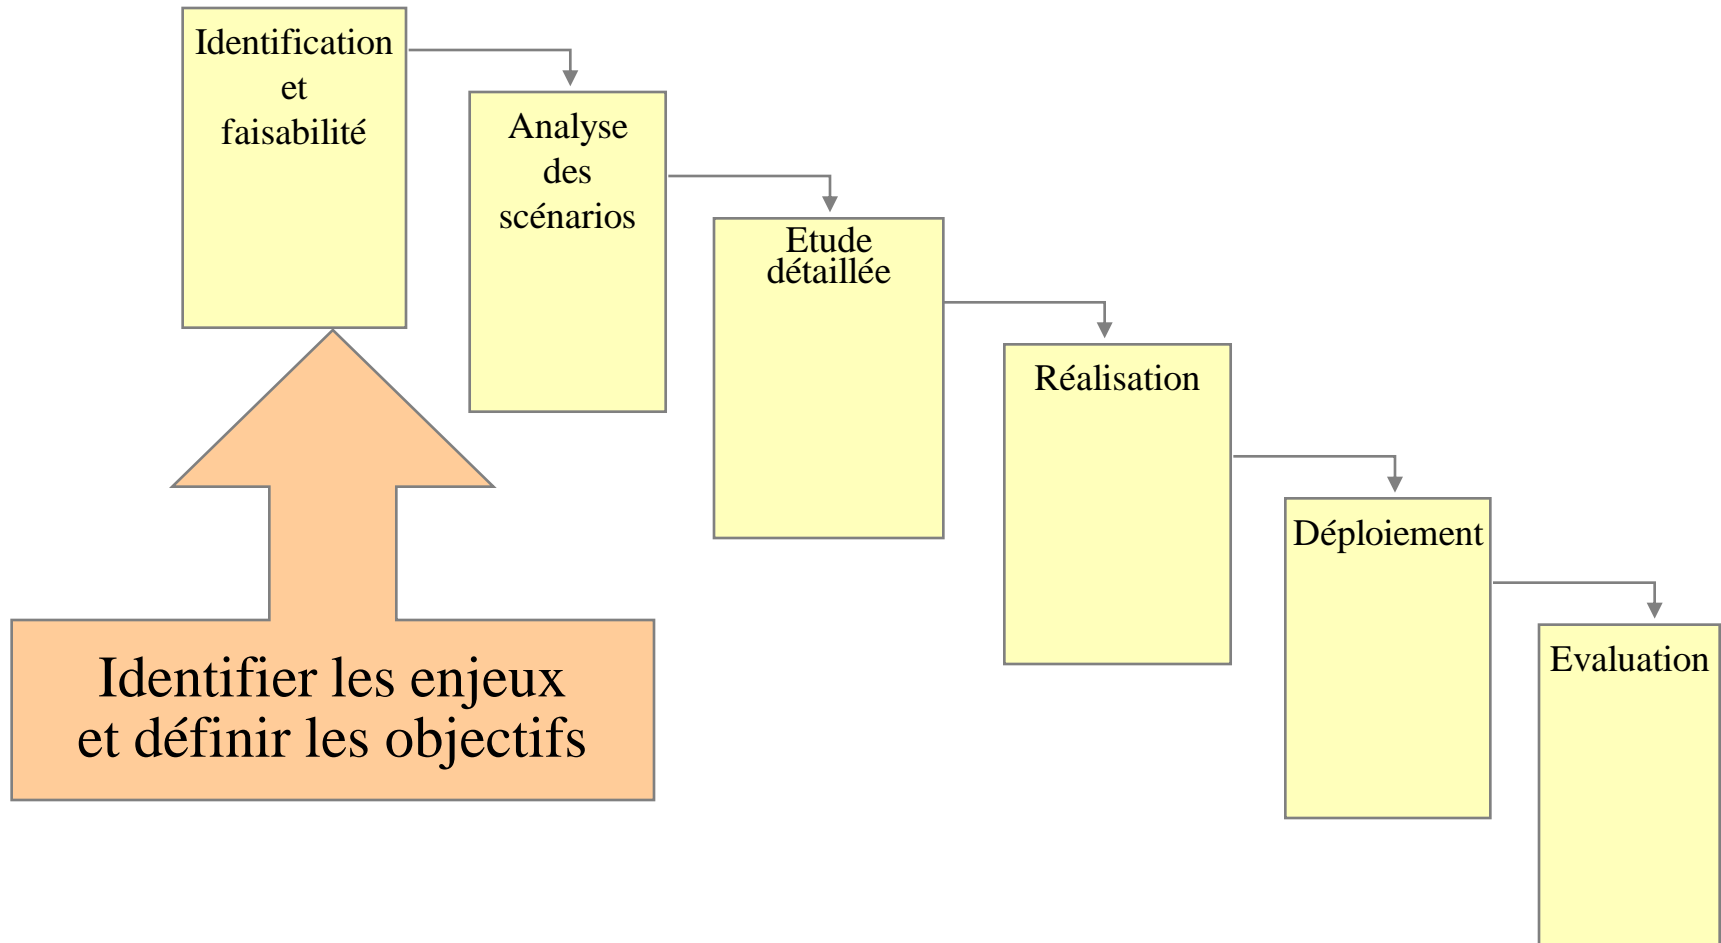 Identification
et
faisabilité
Analyse
des
scénarios
Etude
détaillée
Réalisation
Déploiement
Evaluation
Identifier les enjeux
et définir les objectifs